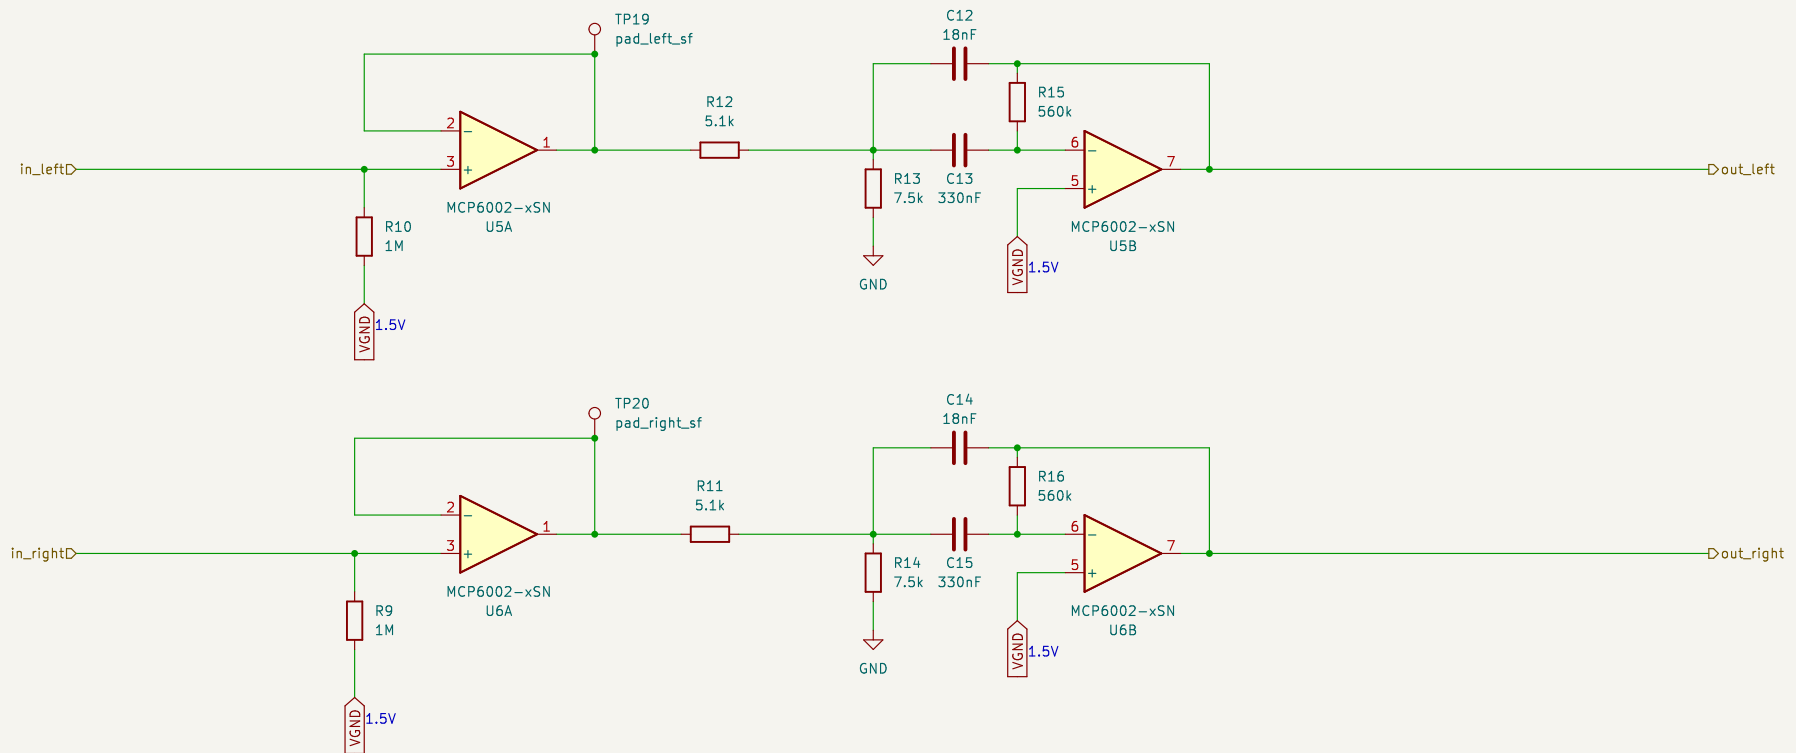 TP19
pad_left_sf
C12
18nF
R12
5.1k
R15
560k
2
3
1
6
5
7
in_left
out_left
R13
7.5k
C13
330nF
MCP6002-xSN
U5A
R10
1M
MCP6002-xSN
U5B
GND
VGND
1.5V
VGND
1.5V
TP20
pad_right_sf
C14
18nF
R11
5.1k
R16
560k
2
3
1
6
5
7
in_right
out_right
R14
7.5k
C15
330nF
MCP6002-xSN
U6A
R9
1M
MCP6002-xSN
U6B
GND
VGND
1.5V
VGND
1.5V